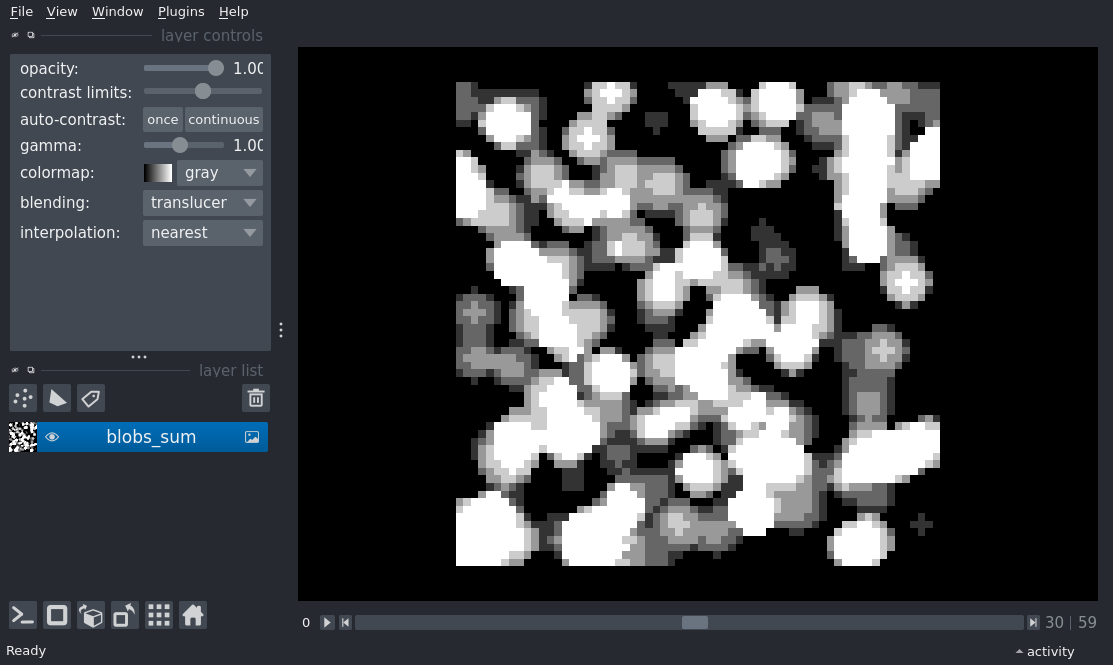 File View Window Plugins Help
layer controls
opacity: 1.00
contrast limits:
auto-contrast: once continuous
gamma: 1.00
colormap: gray
blending: translucer
interpolation: nearest
layer list
blobs_sum
0 30 | 59
Ready activity